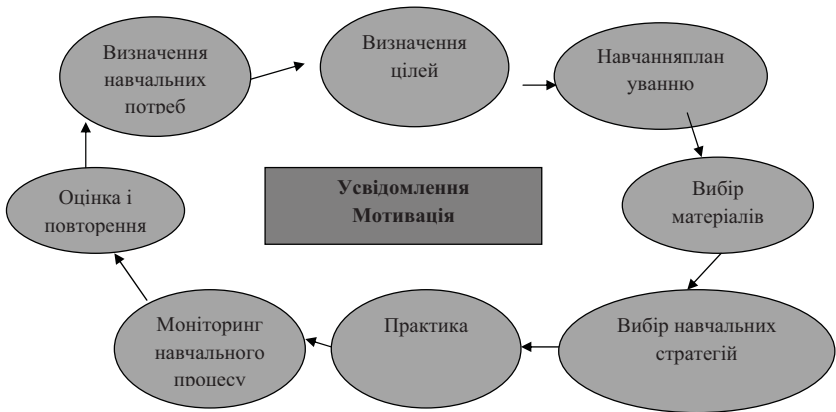 Визначення
навчальних
потреб
Визначення
цілей
Навчанняплан
уванню
Вибір
матеріалів
Вибір навчальних
стратегій
Практика
Моніторинг
навчального
процесу
Оцінка і
повторення
Усвідомлення
Мотивація